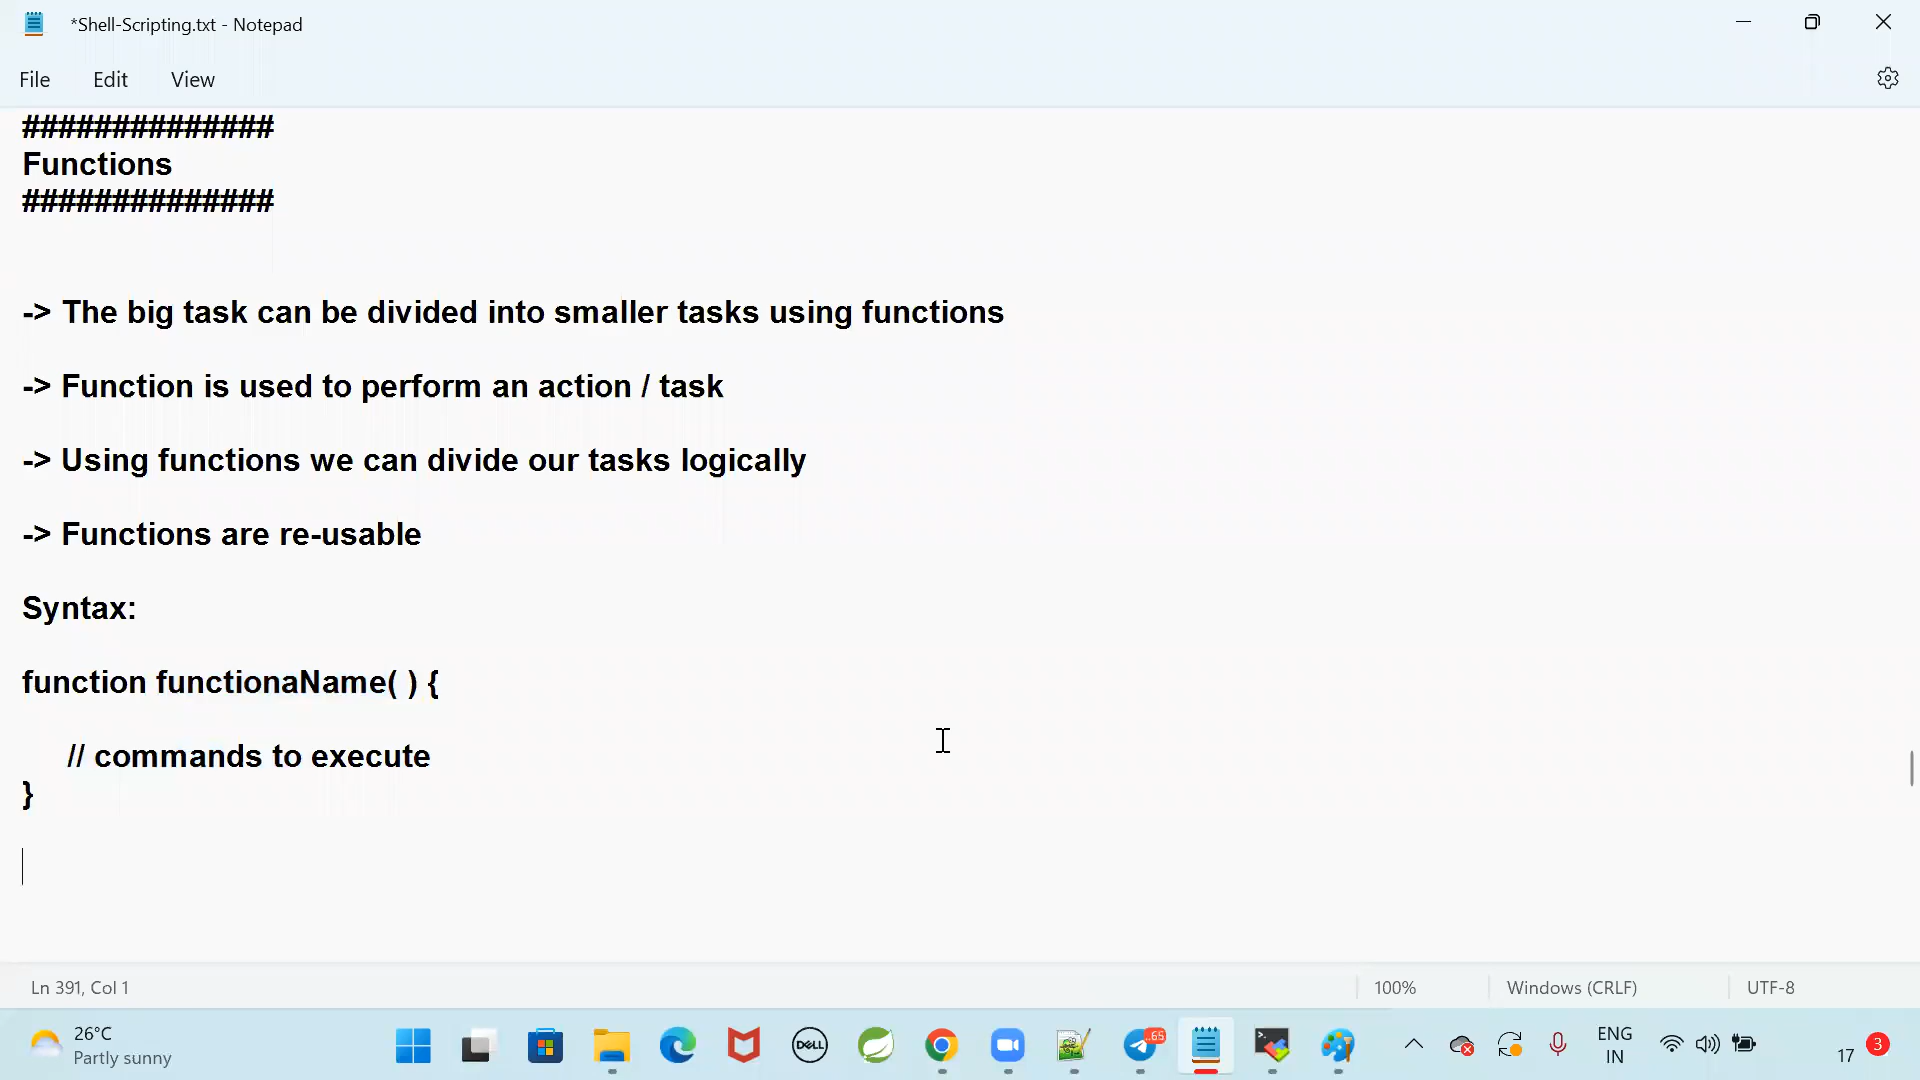 *Shell-Scripting.txt - Notepad
File Edit View
##############
Functions
##############
-> The big task can be divided into smaller tasks using functions
-> Function is used to perform an action / task
-> Using functions we can divide our tasks logically
-> Functions are re-usable
Syntax:
function functionaName( ) {
// commands to execute
}
Ln 391, Col 1 100% Windows (CRLF) UTF-8
26°C
Partly sunny
DELL
..65
ENG
IN
17
3